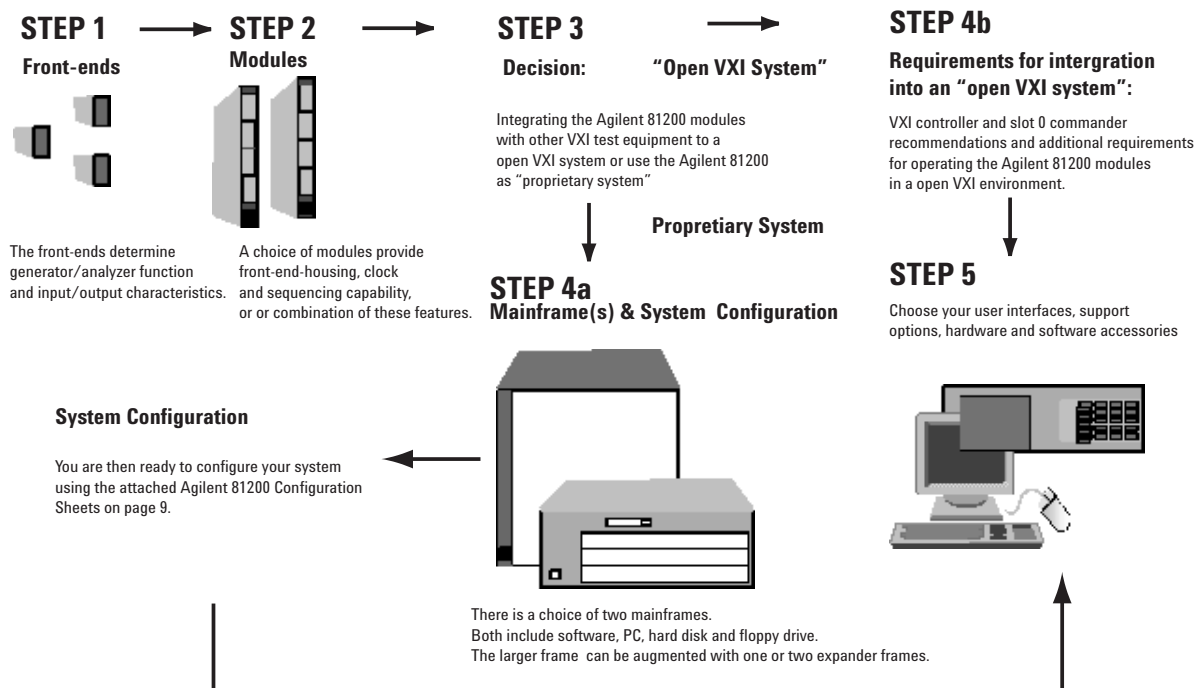 STEP 1
Front-ends
The front-ends determine
generator/analyzer function
and input/output characteristics.
STEP 2
Modules
A choice of modules provide
front-end-housing, clock
and sequencing capability,
or or combination of these features.
STEP 3
Decision: “Open VXI System”
Integrating the Agilent 81200 modules
with other VXI test equipment to a
open VXI system or use the Agilent 81200
as “proprietary system”
Propretiary System
STEP 4a
Mainframe(s) & System Configuration
There is a choice of two mainframes.
Both include software, PC, hard disk and floppy drive.
The larger frame can be augmented with one or two expander frames.
System Configuration
You are then ready to configure your system
using the attached Agilent 81200 Configuration
Sheets on page 9.
STEP 4b
Requirements for intergration
into an “open VXI system”:
VXI controller and slot 0 commander
recommendations and additional requirements
for operating the Agilent 81200 modules
in a open VXI environment.
STEP 5
Choose your user interfaces, support
options, hardware and software accessories